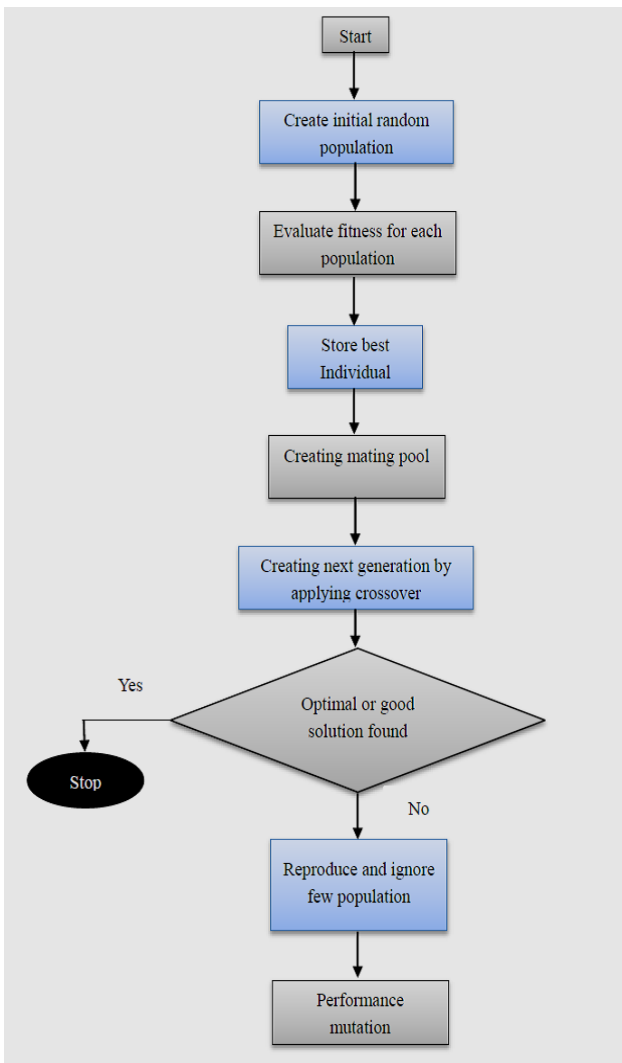 Start
Create initial random
population
Evaluate fitness for each
population
Store best
Individual
Creating mating pool
Creating next generation by
applying crossover
Optimal or good
solution found
Yes
Stop
No
Reproduce and ignore
few population
Performance
mutation